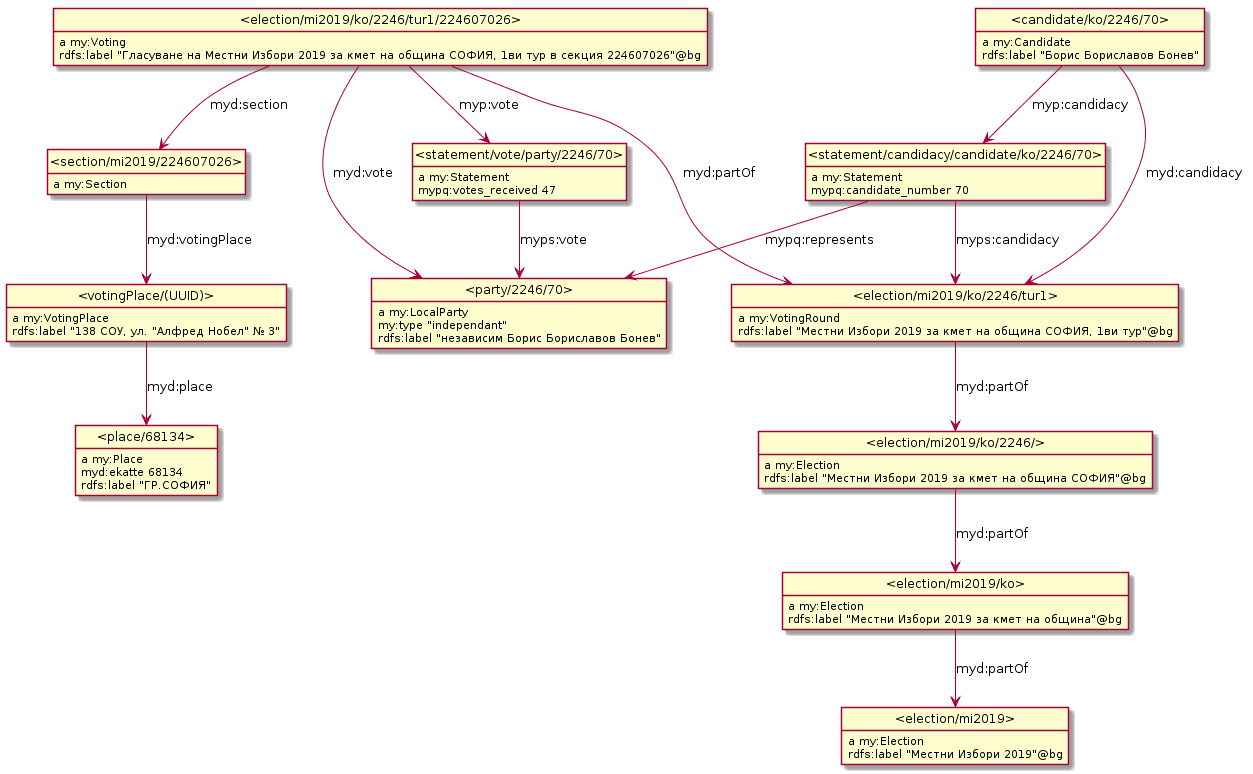 <election/mi2019/ko/2246/tur1/224607026>
a my:Voting
rdfs:label "Гласуване на Местни Избори 2019 за кмет на община СОФИЯ, 1ви тур в секция 224607026"@bg
<candidate/ko/2246/70>
a my:Candidate
rdfs:label "Борис Бориславов Бонев"
myd:section
myp:vote
myp:candidacy
<section/mi2019/224607026>
a my:Section
myd:vote
<statement/vote/party/2246/70>
a my:Statement
mypq:votes_received 47
myd:partOf
<statement/candidacy/candidate/ko/2246/70>
a my:Statement
mypq:candidate_number 70
myd:candidacy
myd:votingPlace
myps:vote
mypq:represents
myps:candidacy
<votingPlace/(UUID)>
a my:VotingPlace
rdfs:label "138 СОУ, ул. "Алфред Нобел" № 3"
<party/2246/70>
a my:LocalParty
my:type "independant"
rdfs:label "независим Борис Бориславов Бонев"
<election/mi2019/ko/2246/tur1>
a my:VotingRound
rdfs:label "Местни Избори 2019 за кмет на община СОФИЯ, 1ви тур"@bg
myd:place
myd:partOf
<place/68134>
a my:Place
myd:ekatte 68134
rdfs:label "ГР.СОФИЯ"
<election/mi2019/ko/2246/>
a my:Election
rdfs:label "Местни Избори 2019 за кмет на община СОФИЯ"@bg
myd:partOf
<election/mi2019/ko>
a my:Election
rdfs:label "Местни Избори 2019 за кмет на община"@bg
myd:partOf
<election/mi2019>
a my:Election
rdfs:label "Местни Избори 2019"@bg